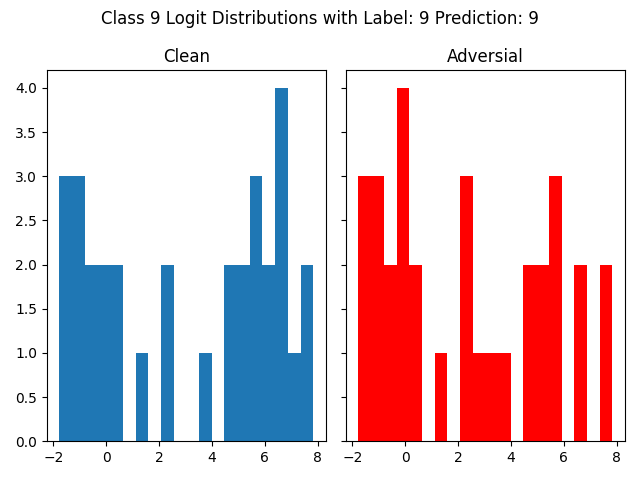 Class 9 Logit Distributions with Label: 9 Prediction: 9
Clean
Adversial
4.0
3.5
3.0
2.5
2.0
1.5
1.0
0.5
0.0
−2 0 2 4 6 8
−2 0 2 4 6 8